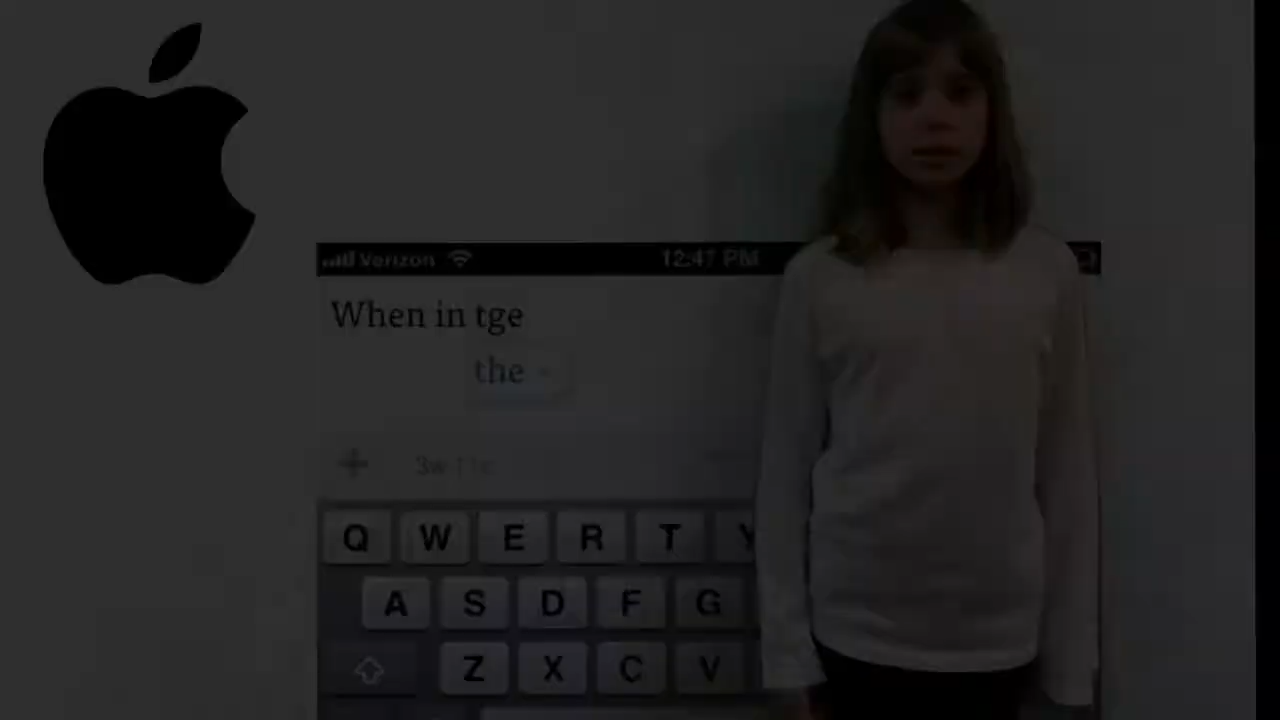 Verizon 12:47 PM
When in tge
the
Q W E R T Y
A S D F G
Z X C V